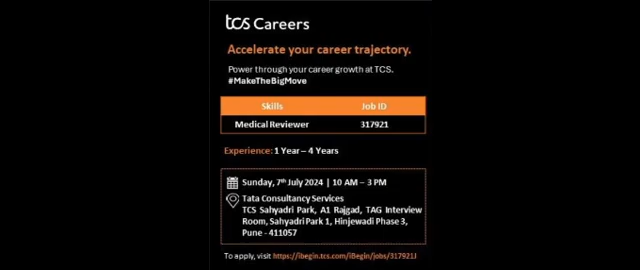 tcs Careers
Accelerate your career trajectory.
Power through your career growth at TCS.
#MakeTheBigMove
Skills Job ID
Medical Reviewer 317921
Experience: 1 Year – 4 Years
Sunday, 7th July 2024 | 10 AM – 3 PM
Tata Consultancy Services
TCS Sahyadri Park, A1 Rajgad, TAG Interview
Room, Sahyadri Park 1, Hinjewadi Phase 3,
Pune - 411057
To apply, visit https://ibegin.tcs.com/iBegin/jobs/317921J